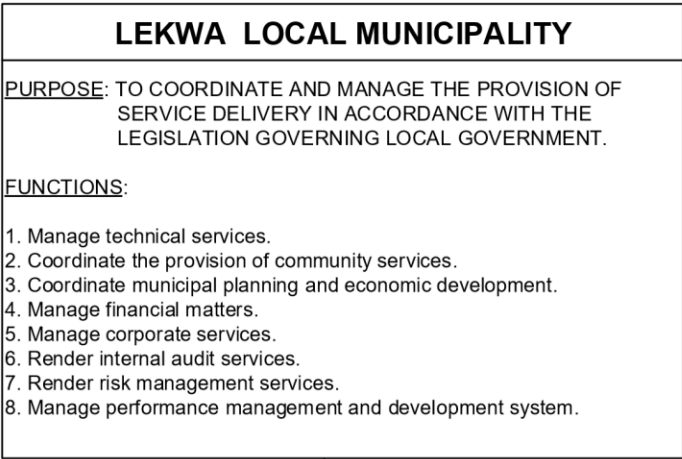 LEKWA LOCAL MUNICIPALITY
PURPOSE: TO COORDINATE AND MANAGE THE PROVISION OF
SERVICE DELIVERY IN ACCORDANCE WITH THE
LEGISLATION GOVERNING LOCAL GOVERNMENT.
FUNCTIONS:
1. Manage technical services.
2. Coordinate the provision of community services.
3. Coordinate municipal planning and economic development.
4. Manage financial matters.
5. Manage corporate services.
6. Render internal audit services.
7. Render risk management services.
8. Manage performance management and development system.